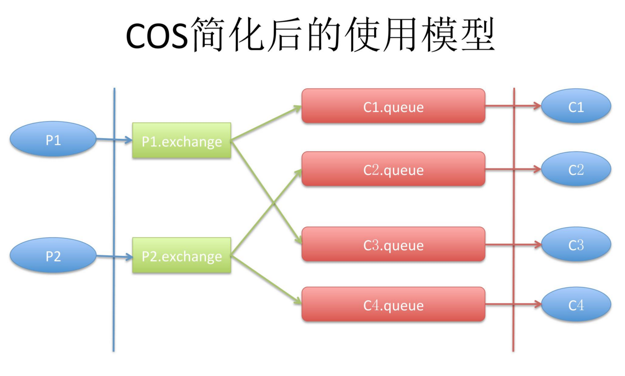 COS简化后的使用模型
P1
P1.exchange
C1.queue
C1
C2.queue
C2
P2
P2.exchange
C3.queue
C3
C4.queue
C4